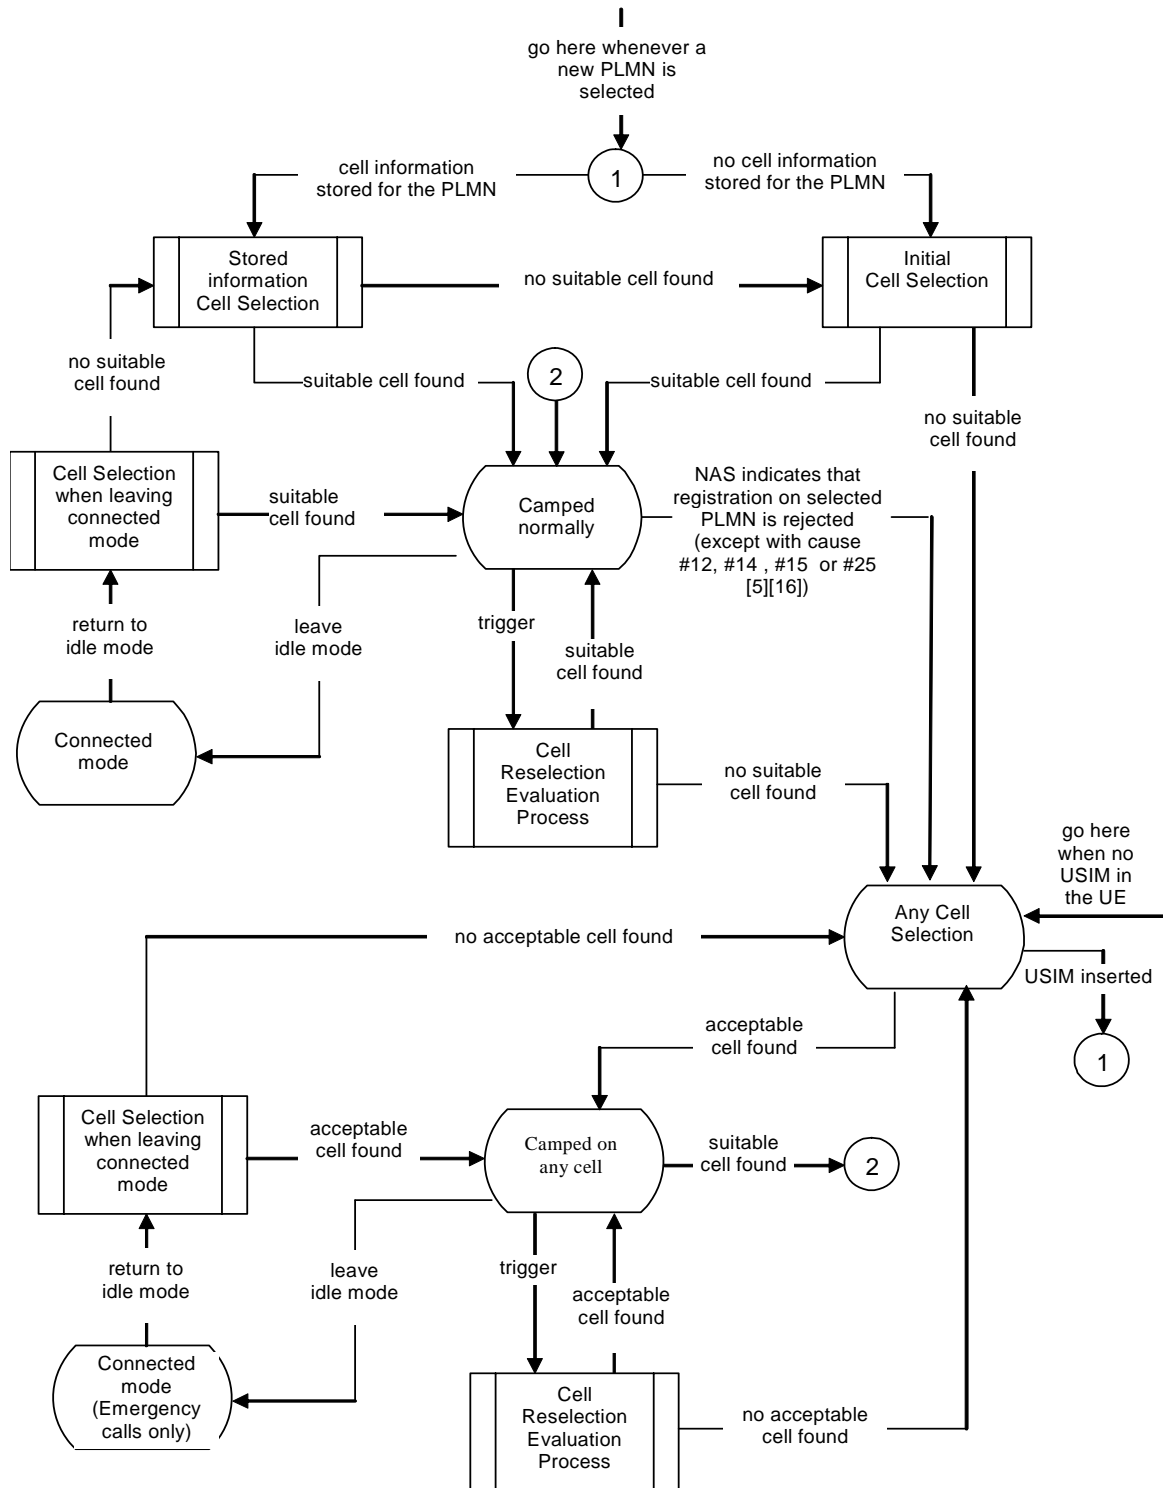 go here whenever a
new PLMN is
selected
1
cell information
stored for the PLMN
no cell information
stored for the PLMN
Stored
information
Cell Selection
no suitable cell found
Initial
Cell Selection
no suitable
cell found
suitable cell found
2
suitable cell found
no suitable
cell found
Cell Selection
when leaving
connected
mode
suitable
cell found
Camped
normally
NAS indicates that
registration on selected
PLMN is rejected
(except with cause
#12, #14 , #15 or #25
[5][16])
return to
idle mode
leave
idle mode
trigger
suitable
cell found
Connected
mode
Cell
Reselection
Evaluation
Process
no suitable
cell found
go here
when no
USIM in
the UE
Any Cell
Selection
no acceptable cell found
USIM inserted
1
acceptable
cell found
Cell Selection
when leaving
connected
mode
acceptable
cell found
Camped on
any cell
suitable
cell found
2
return to
idle mode
leave
idle mode
trigger
acceptable
cell found
Connected
mode
(Emergency
calls only)
Cell
Reselection
Evaluation
Process
no acceptable
cell found